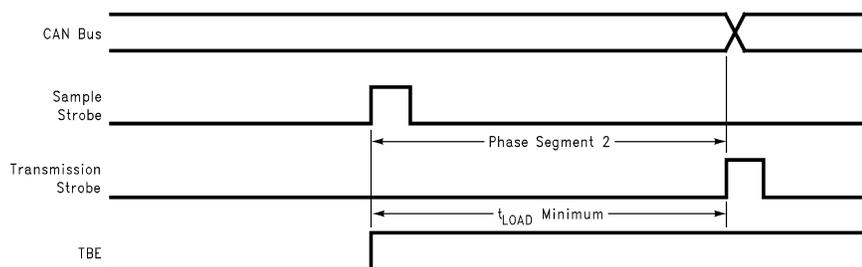 CAN Bus
Sample
Strobe
Phase Segment 2
Transmission
Strobe
tLOAD Minimum
TBE